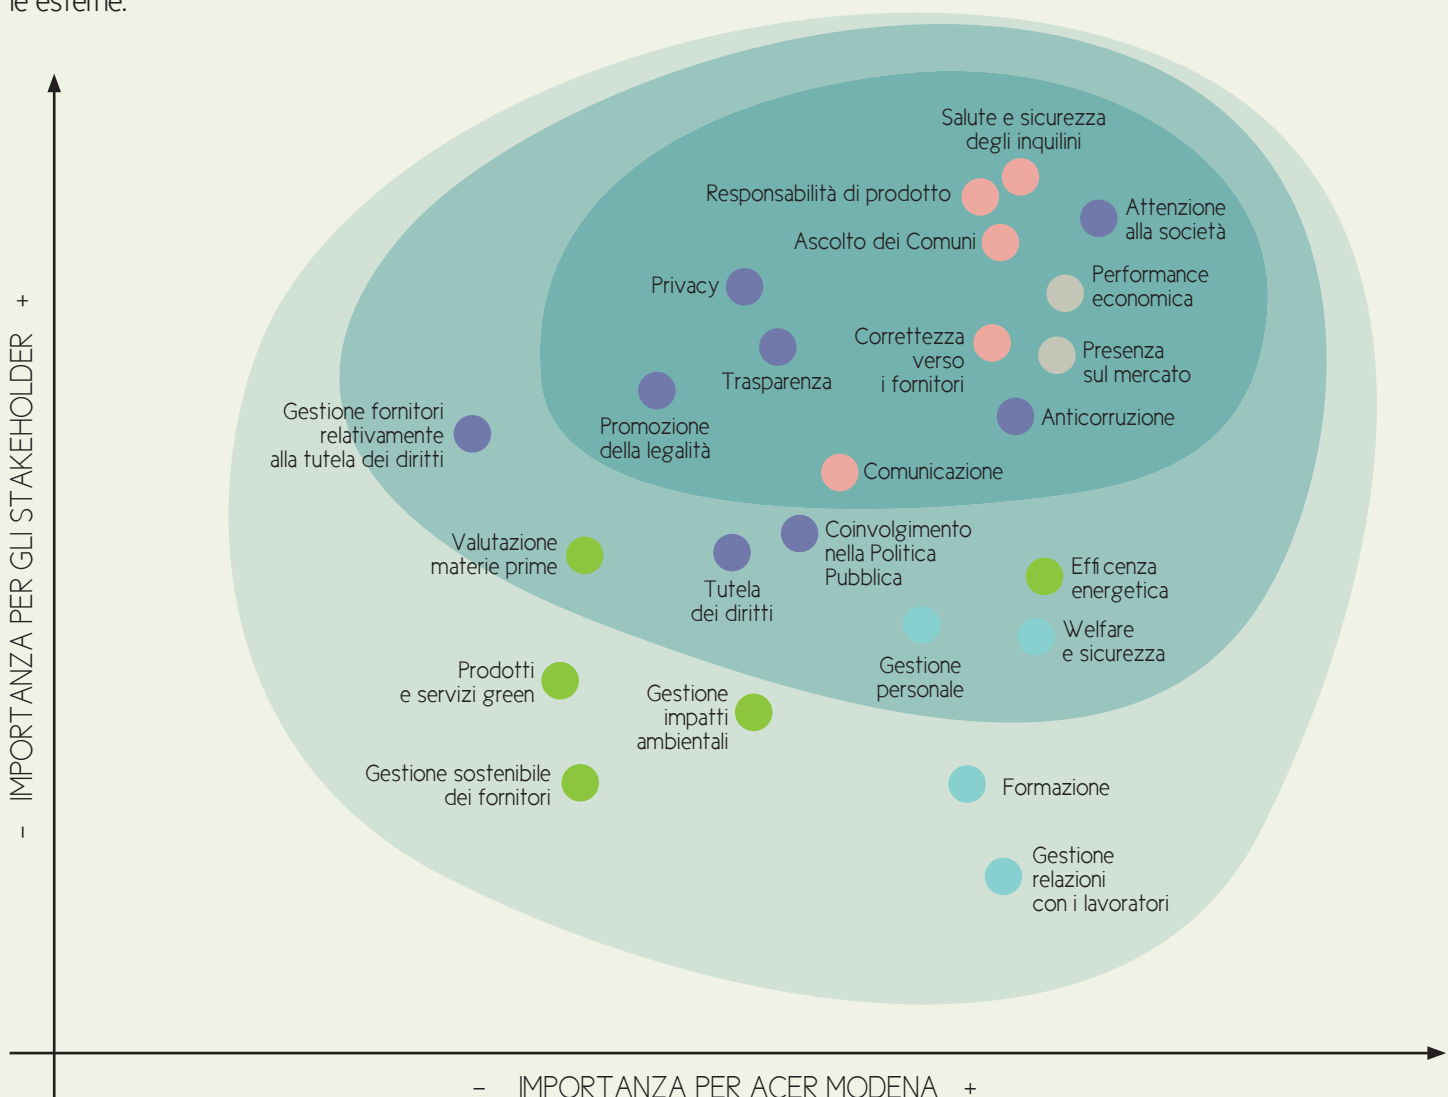 le esterne.
Salute e sicurezza
degli inquilini
Responsabilità di prodotto
Attenzione
alla società
Ascolto dei Comuni
Privacy
Performance
economica
Correttezza
verso
i fornitori
Presenza
sul mercato
Trasparenza
Promozione
della legalità
Anticorruzione
Gestione fornitori
relativamente
alla tutela dei diritti
Comunicazione
Coinvolgimento
nella Politica
Pubblica
Valutazione
materie prime
Tutela
dei diritti
Efficenza
energetica
Welfare
e sicurezza
Gestione
personale
Prodotti
e servizi green
Gestione
impatti
ambientali
Gestione sostenibile
dei fornitori
Formazione
Gestione
relazioni
con i lavoratori
- IMPORTANZA PER GLI STAKEHOLDER +
- IMPORTANZA PER ACER MODENA +